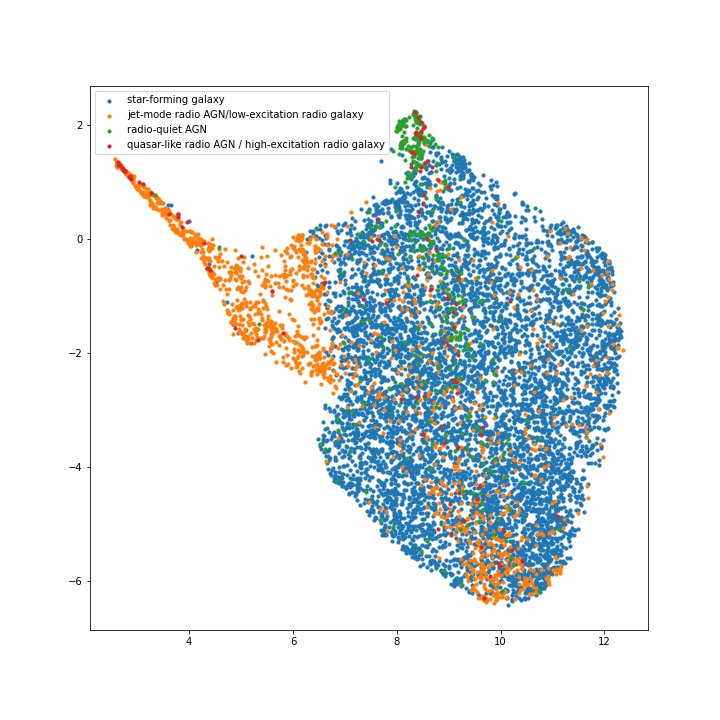 star-forming galaxy
jet-mode radio AGN/low-excitation radio galaxy
radio-quiet AGN
quasar-like radio AGN / high-excitation radio galaxy
2
0
−2
−4
−6
4 6 8 10 12